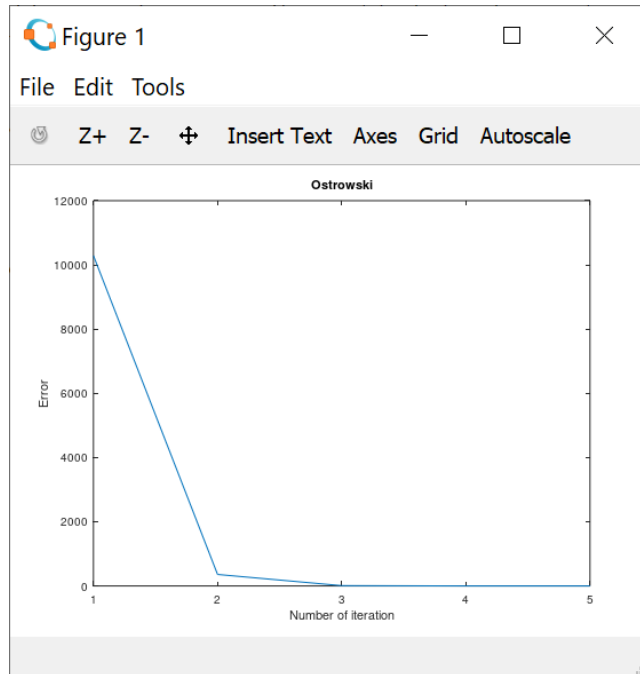 Figure 1
File Edit Tools
Z+ Z- Insert Text Axes Grid Autoscale
Ostrowski
12000
10000
8000
6000
4000
2000
0
Error
1 2 3 4 5
Number of iteration